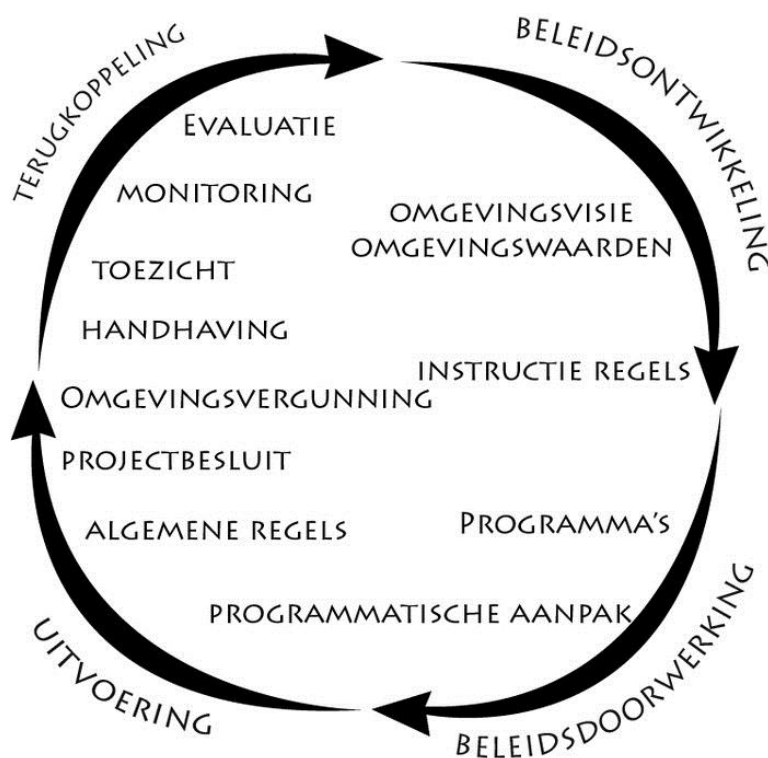 BELEIDSONTWIKKELING
OMGEVINGSVISIE
OMGEVINGSWAARDEN
INSTRUCTIE REGELS
PROGRAMMA'S
PROGRAMMATISCHE AANPAK
BELEIDSDOORWERKING
UITVOERING
ALGEMENE REGELS
PROJECTBESLUIT
OMGEVINGSVERGUNNING
HANDHAVING
TOEZICHT
MONITORING
EVALUATIE
TERUGKOPPELING